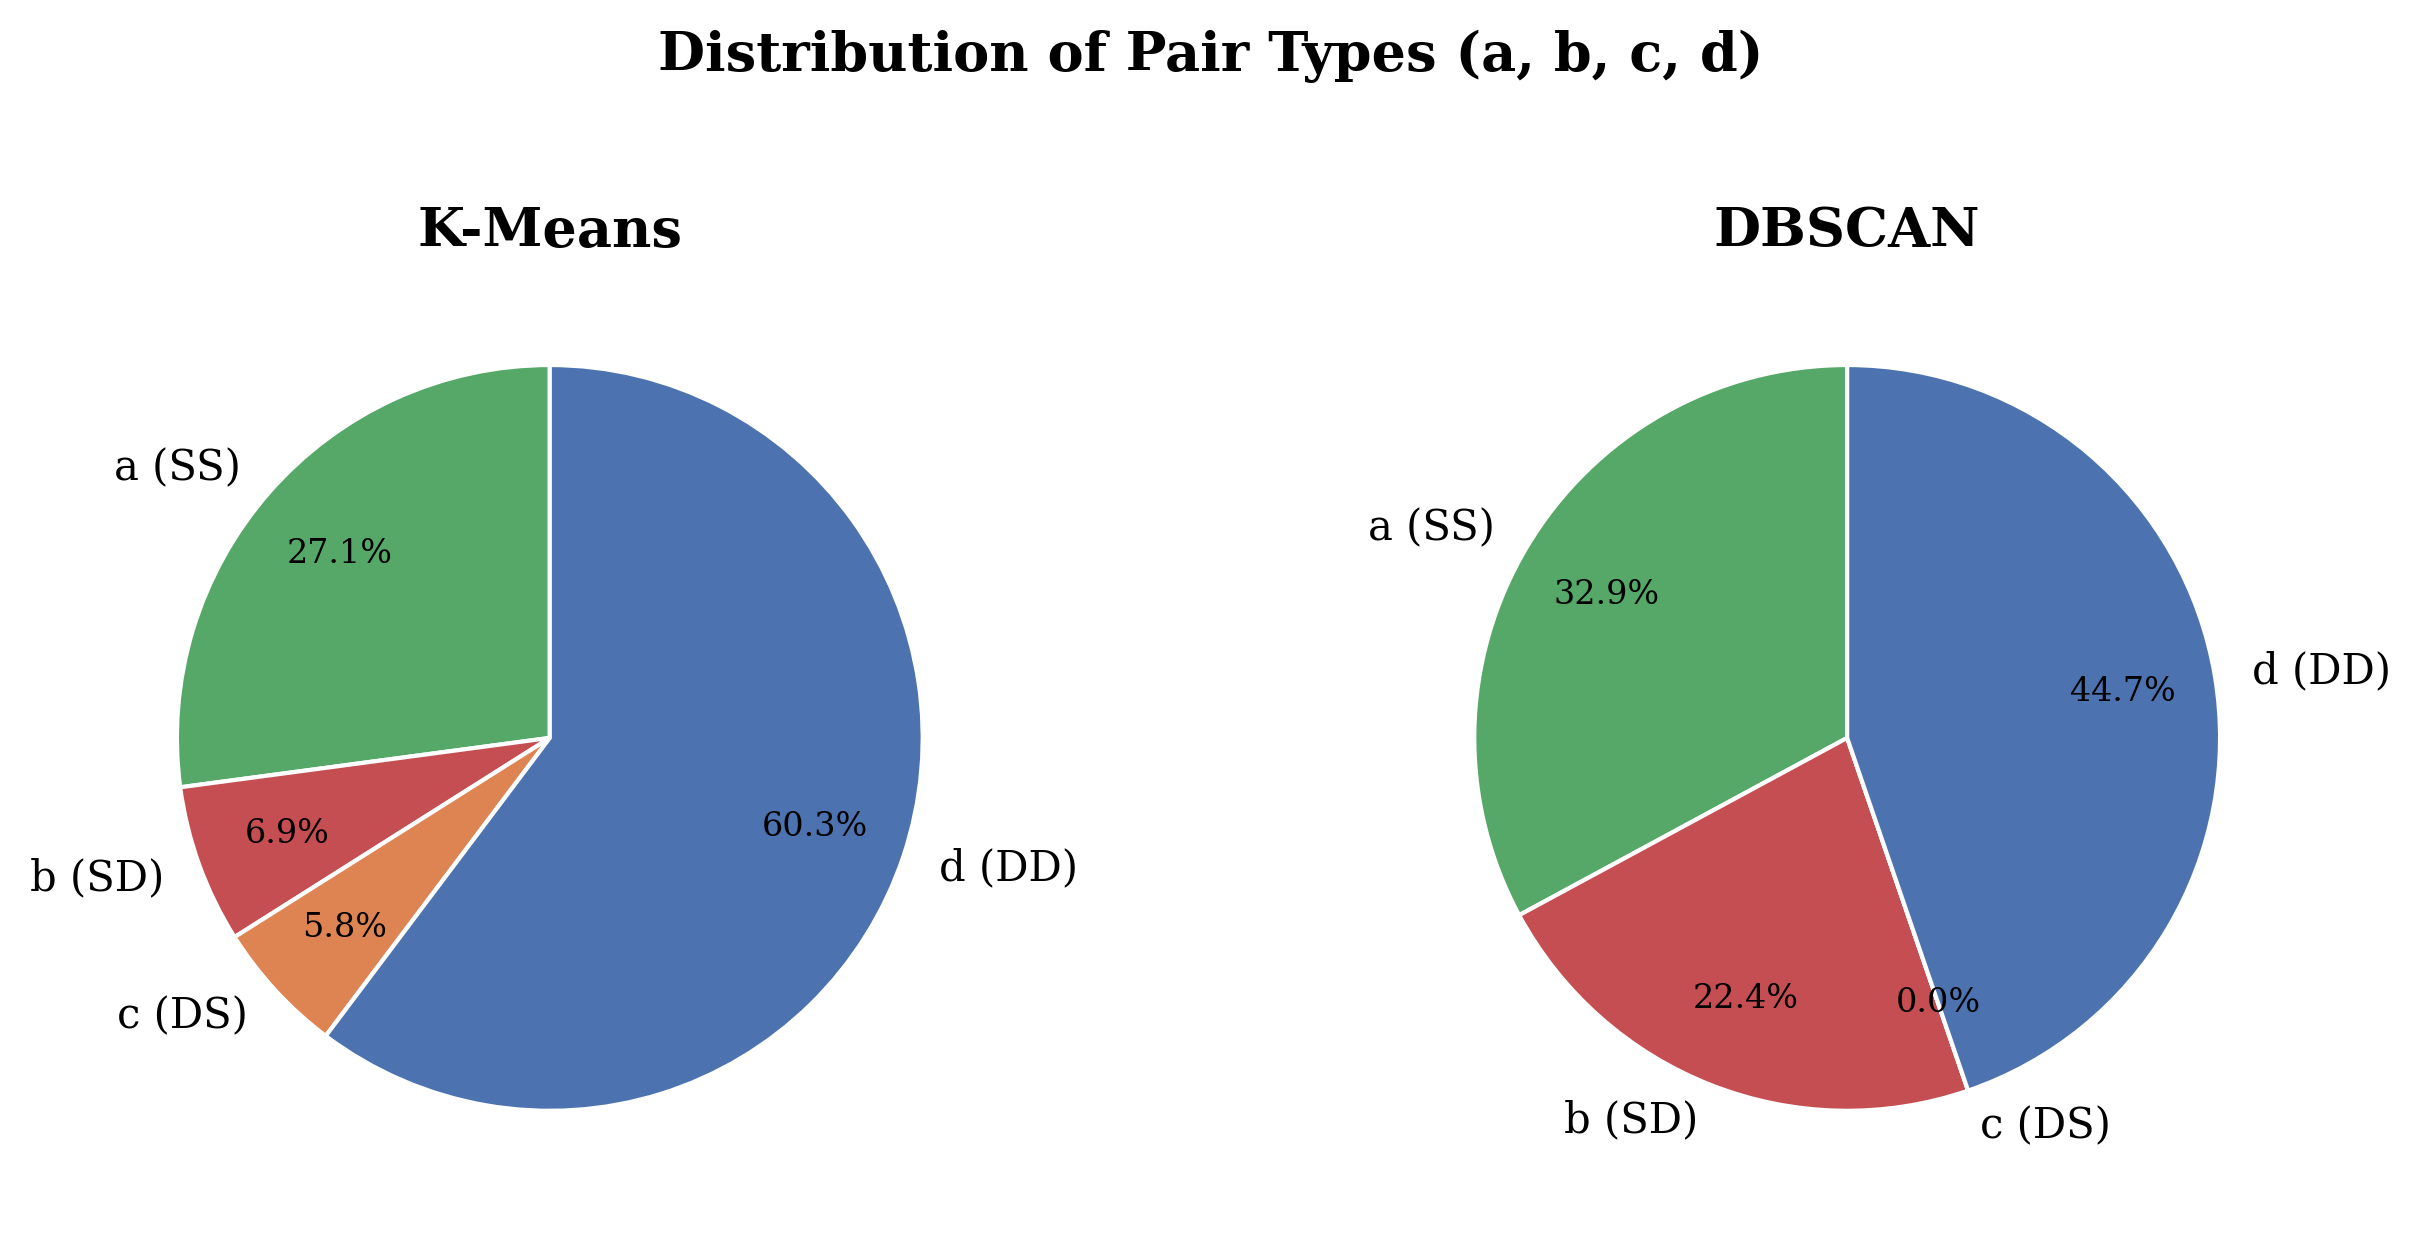 Distribution of Pair Types (a, b, c, d)
K-Means
a (SS)
27.1%
6.9%
b (SD)
5.8%
c (DS)
60.3%
d (DD)
DBSCAN
a (SS)
32.9%
22.4%
b (SD)
0.0%
c (DS)
44.7%
d (DD)